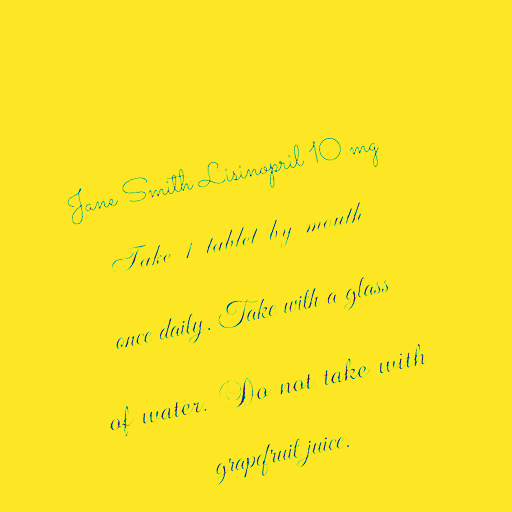 Jane Smith Lisinopril 10 mg
Take 1 tablet by mouth
once daily. Take with a glass
of water. Do not take with
grapefruit juice.